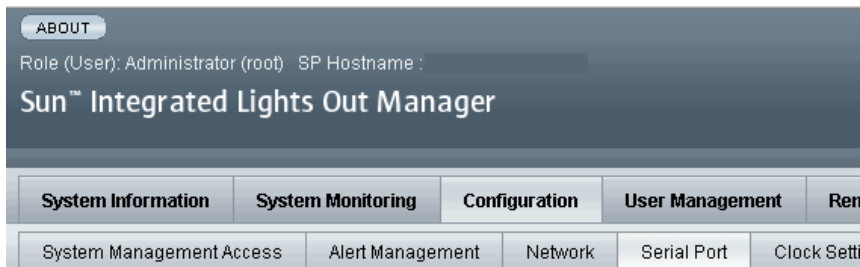 ABOUT
Role (User): Administrator (root) SP Hostname :
Sun™ Integrated Lights Out Manager
System Information System Monitoring Configuration User Management
System Management Access Alert Management Network Serial Port Clock